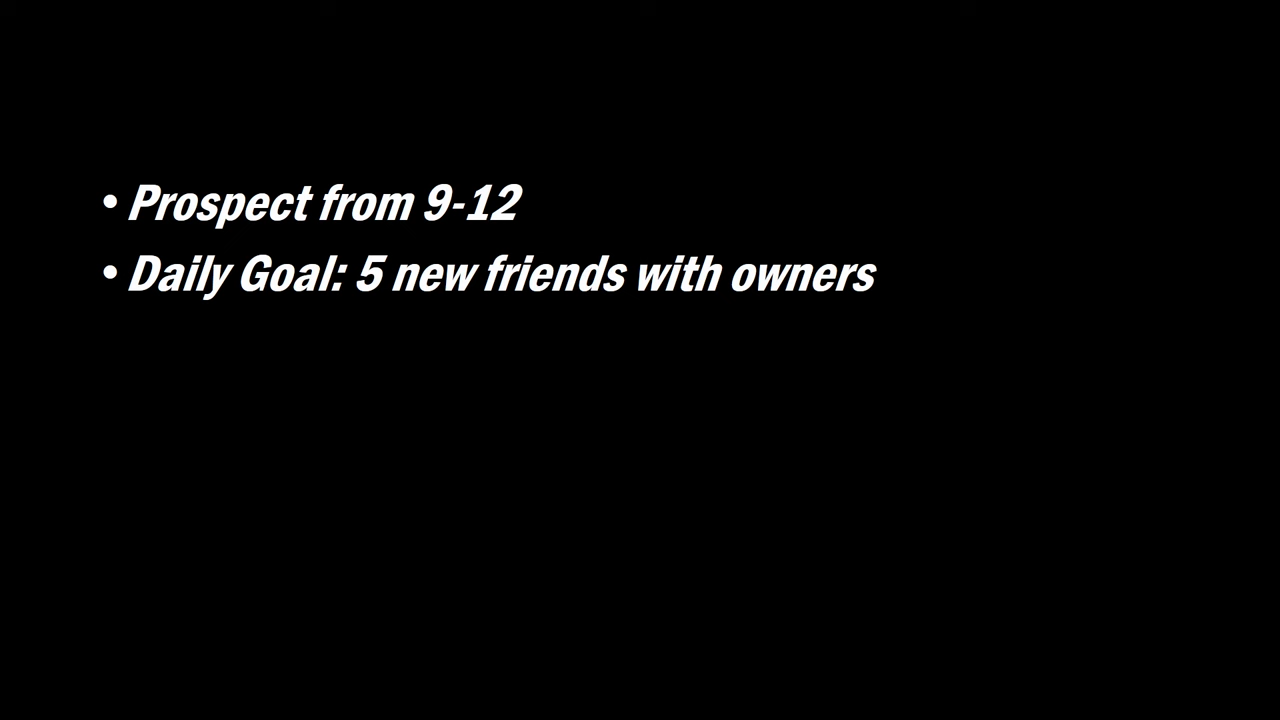 • Prospect from 9-12
• Daily Goal: 5 new friends with owners